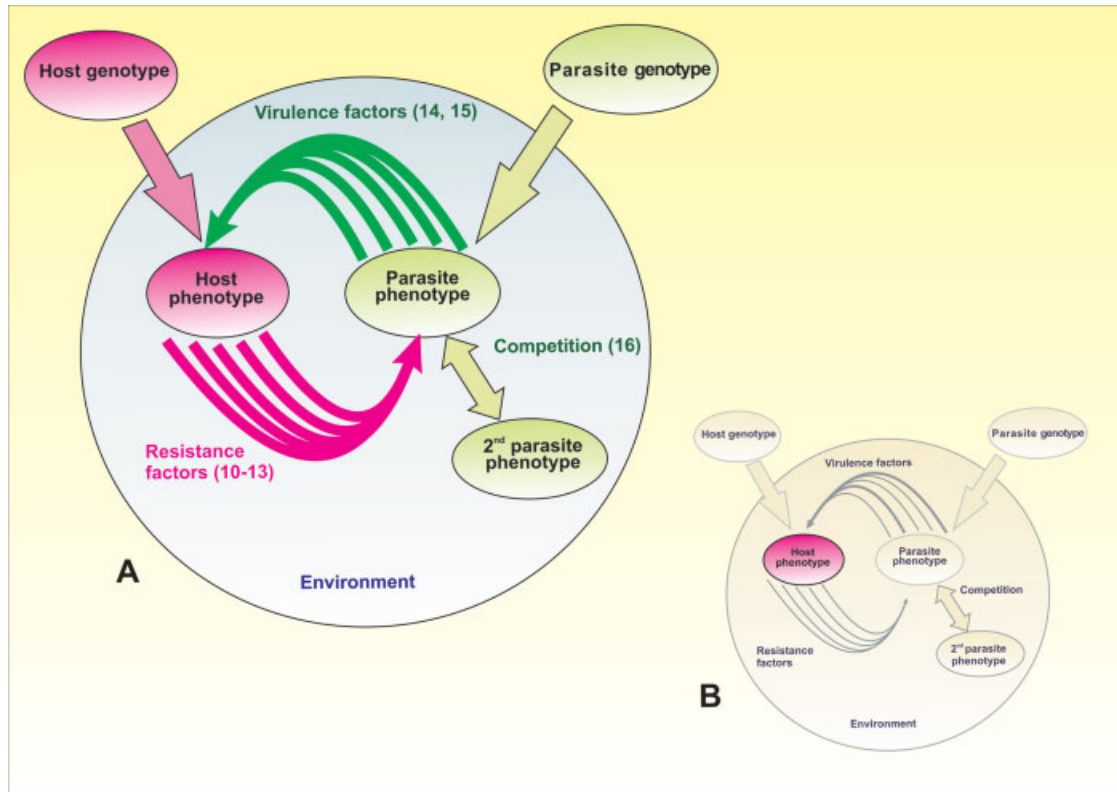 Host genotype
Parasite genotype
Virulence factors (14, 15)
Host
phenotype
Parasite
phenotype
Competition (16)
2nd parasite
phenotype
Resistance
factors (10-13)
A
Environment
Host genotype
Parasite genotype
Virulence factors
Host
phenotype
Parasite
phenotype
Competition
2nd parasite
phenotype
Resistance
factors
B
Environment